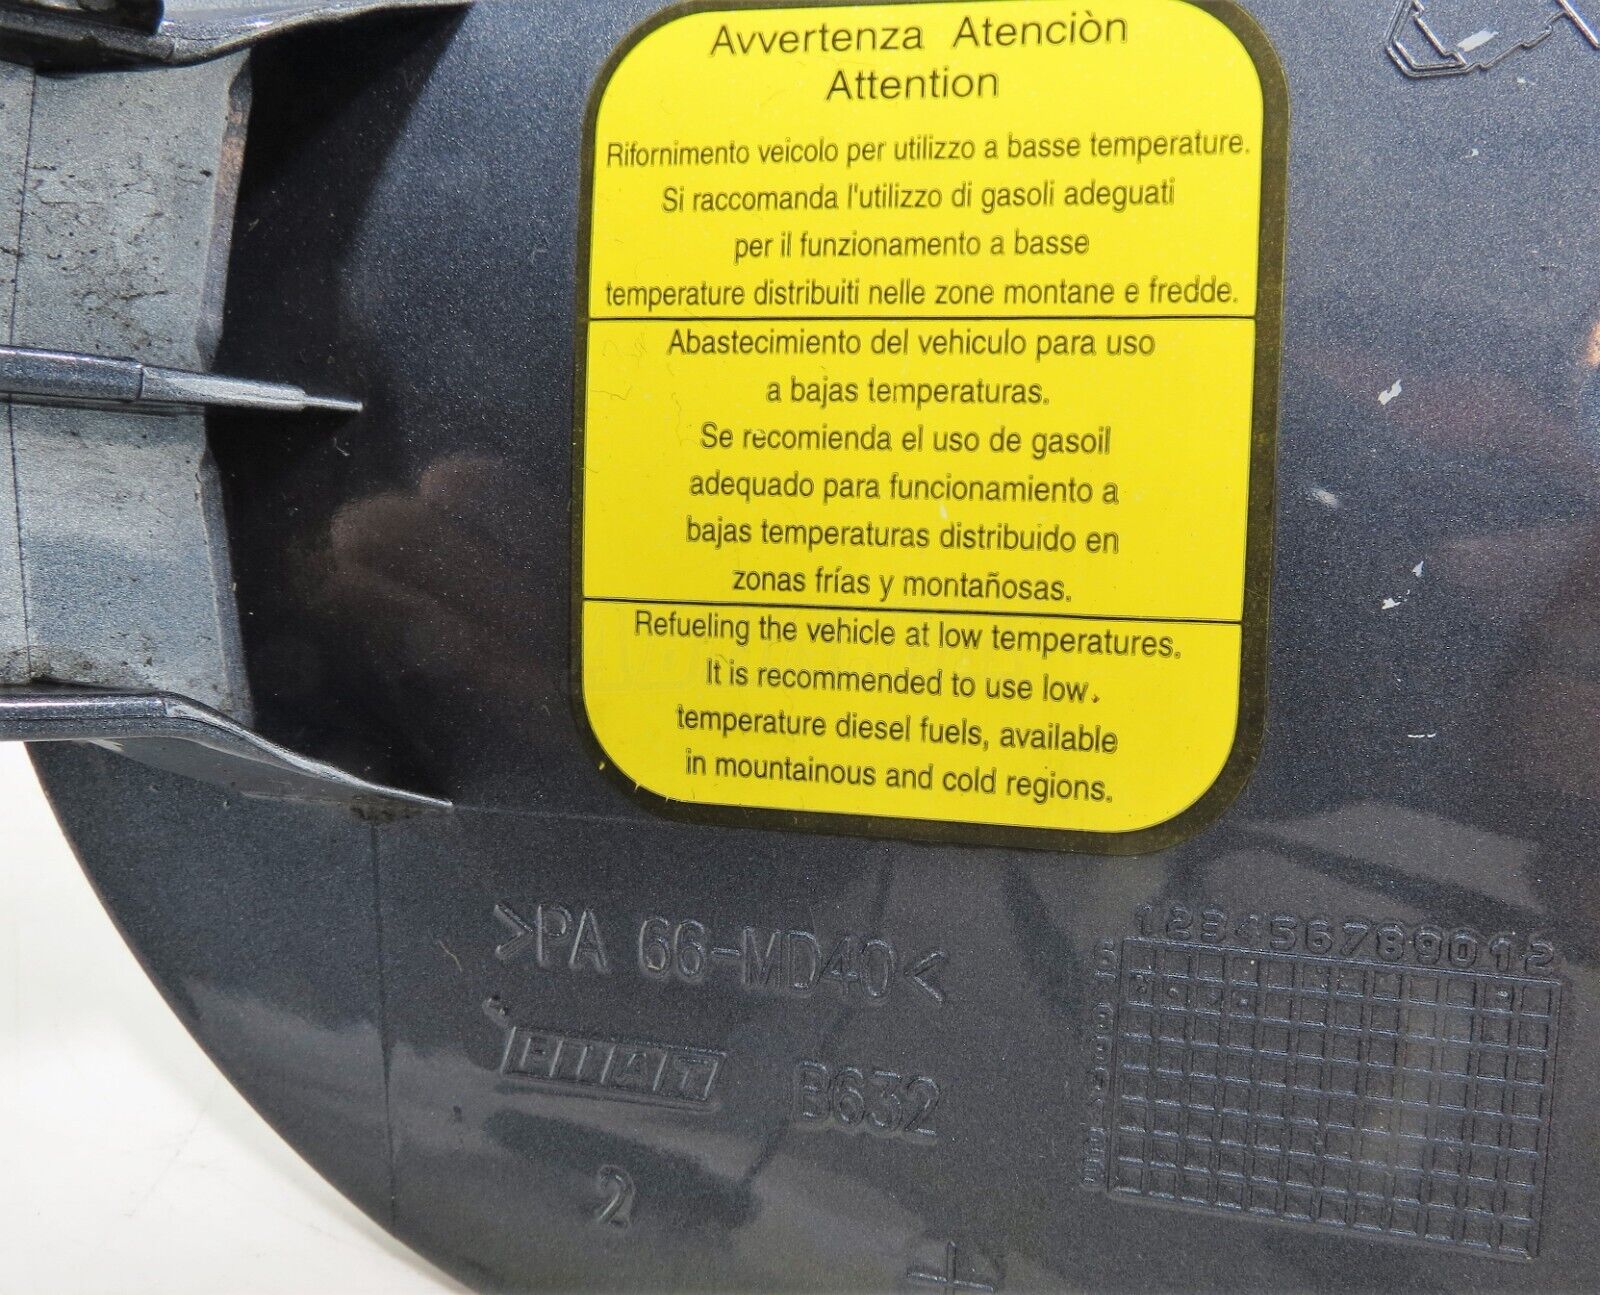 Avvertenza Atenciòn
Attention
Rifornimento veicolo per utilizzo a basse temperature.
Si raccomanda l'utilizzo di gasoli adeguati
per il funzionamento a basse
temperature distribuiti nelle zone montane e fredde.
Abastecimiento del vehiculo para uso
a bajas temperaturas.
Se recomienda el uso de gasoil
adequado para funcionamiento a
bajas temperaturas distribuido en
zonas frías y montañosas.
Refueling the vehicle at low temperatures.
It is recommended to use low
temperature diesel fuels, available
in mountainous and cold regions.
>PA 66-MD40<
FIAT B632
2
123456789012